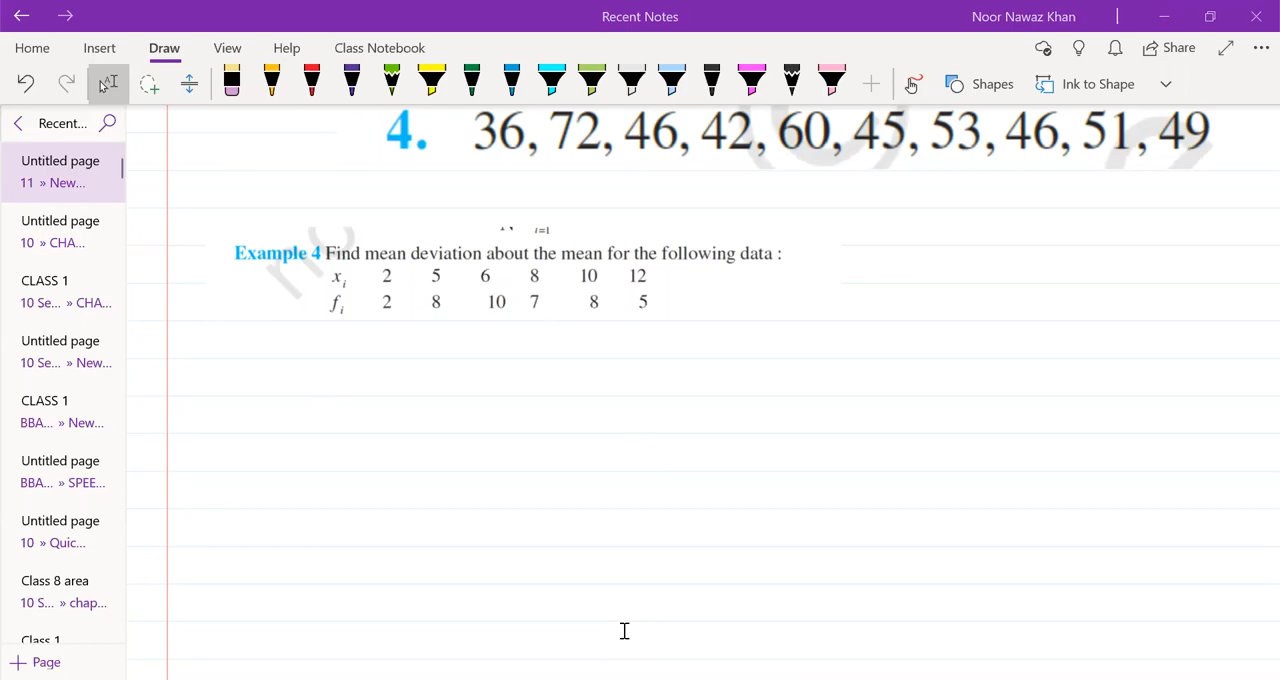 Recent Notes
Noor Nawaz Khan
Home Insert Draw View Help Class Notebook
Share
Shapes
Ink to Shape
Recent...
Untitled page
11 » New...
Untitled page
10 » CHA...
CLASS 1
10 Se... » CHA...
Untitled page
10 Se... » New...
CLASS 1
BBA... » New...
Untitled page
BBA... » SPEE...
Untitled page
10 » Quic...
Class 8 area
10 S... » chap...
Class 1
Page
4. 36, 72, 46, 42, 60, 45, 53, 46, 51, 49
i=1
Example 4 Find mean deviation about the mean for the following data :
xi 2 5 6 8 10 12
fi 2 8 10 7 8 5